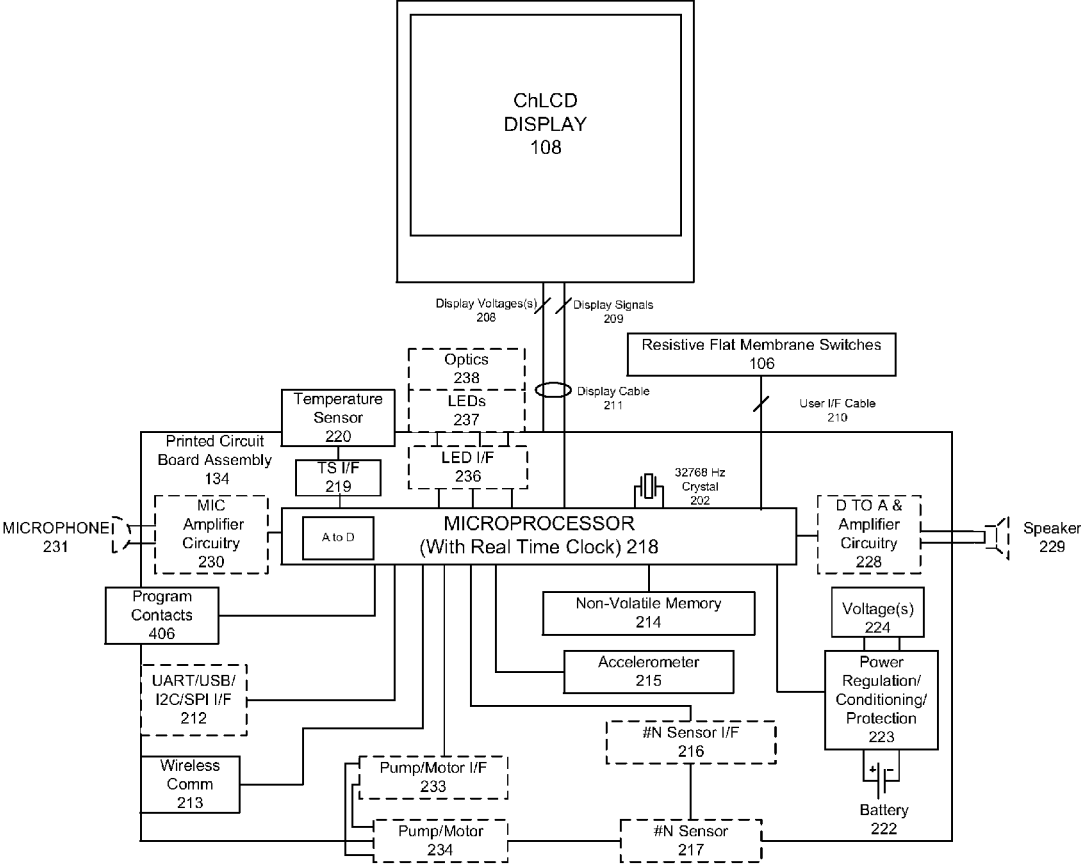 ChLCD
DISPLAY
108
Display Voltages(s)
208
Display Signals
209
Resistive Flat Membrane Switches
106
Optics
238
LEDs
237
Display Cable
211
User I/F Cable
210
Temperature
Sensor
220
Printed Circuit
Board Assembly
134
TS I/F
219
LED I/F
236
32768 Hz
Crystal
202
MICROPHONE
231
MIC
Amplifier
Circuitry
230
A to D
MICROPROCESSOR
(With Real Time Clock) 218
D TO A &
Amplifier
Circuitry
228
Speaker
229
Program
Contacts
406
Non-Volatile Memory
214
Voltage(s)
224
UART/USB/
I2C/SPI I/F
212
Accelerometer
215
Power
Regulation/
Conditioning/
Protection
223
#N Sensor I/F
216
Wireless
Comm
213
Pump/Motor I/F
233
+ -
Battery
222
Pump/Motor
234
#N Sensor
217